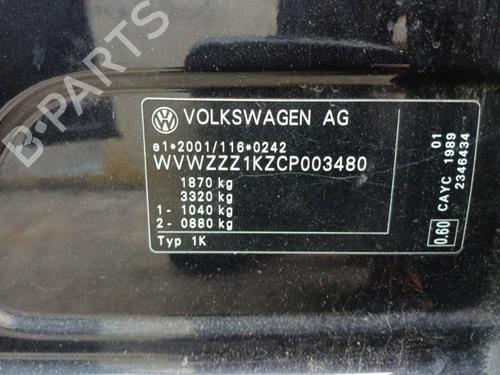 VOLKSWAGEN AG
e1*2001/116*0242
WVWZZZ1KZCP003480
1870 kg
3320 kg
1- 1040 kg
2- 0880 kg
Typ 1K
0.60 CAYC 1989 01
2346434
B-PARTS
B-PARTS